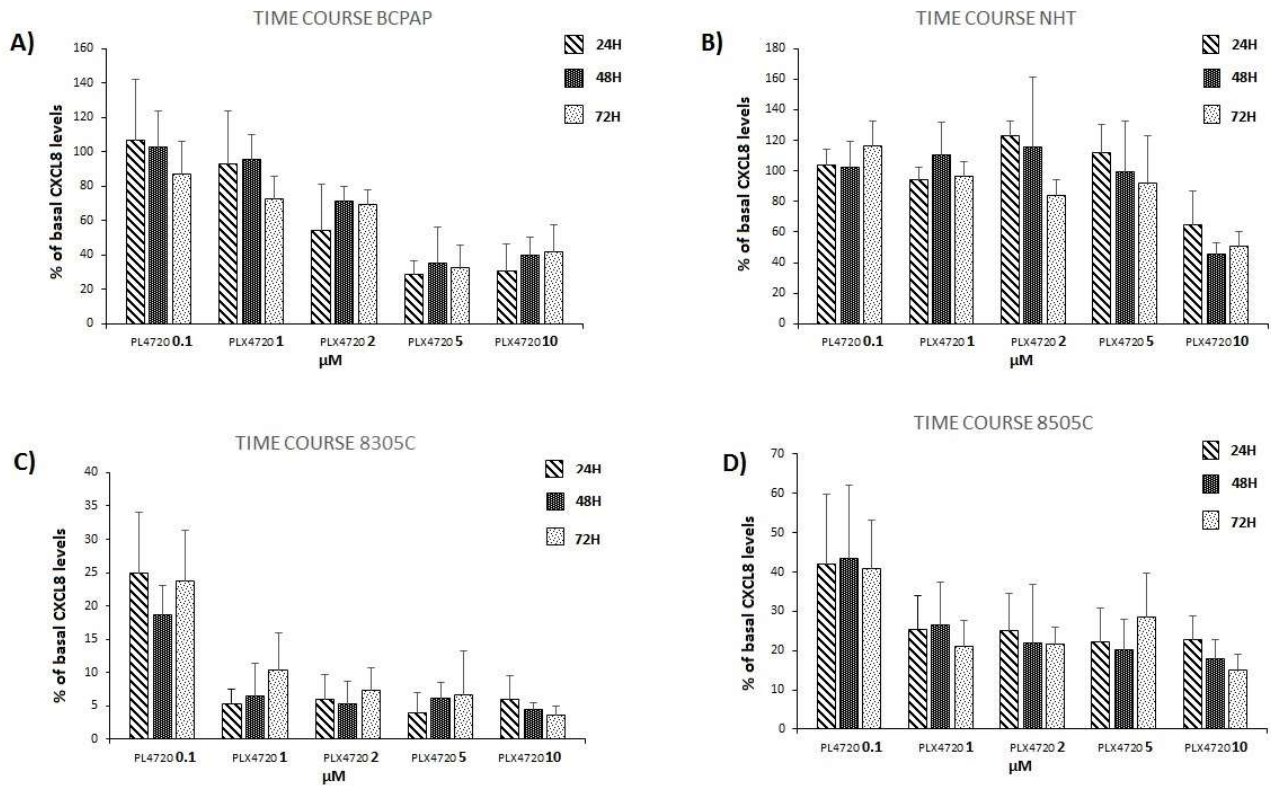 TIME COURSE BCPAP
A)
24H
48H
72H
% of basal CXCL8 levels
160
140
120
100
80
60
40
20
0
PL4720 0.1
PLX4720 1
PLX4720 2
PLX4720 5
PLX4720 10
µM
TIME COURSE NHT
B)
24H
48H
72H
% of basal CXCL8 levels
180
160
140
120
100
80
60
40
20
0
PL4720 0.1
PLX4720 1
PLX4720 2
PLX4720 5
PLX4720 10
µM
TIME COURSE 8305C
C)
24H
48H
72H
% of basal CXCL8 levels
40
35
30
25
20
15
10
5
0
PL4720 0.1
PLX4720 1
PLX4720 2
PLX4720 5
PLX4720 10
µM
TIME COURSE 8505C
D)
24H
48H
72H
% of basal CXCL8 levels
70
60
50
40
30
20
10
0
PL4720 0.1
PLX4720 1
PLX4720 2
PLX4720 5
PLX4720 10
µM